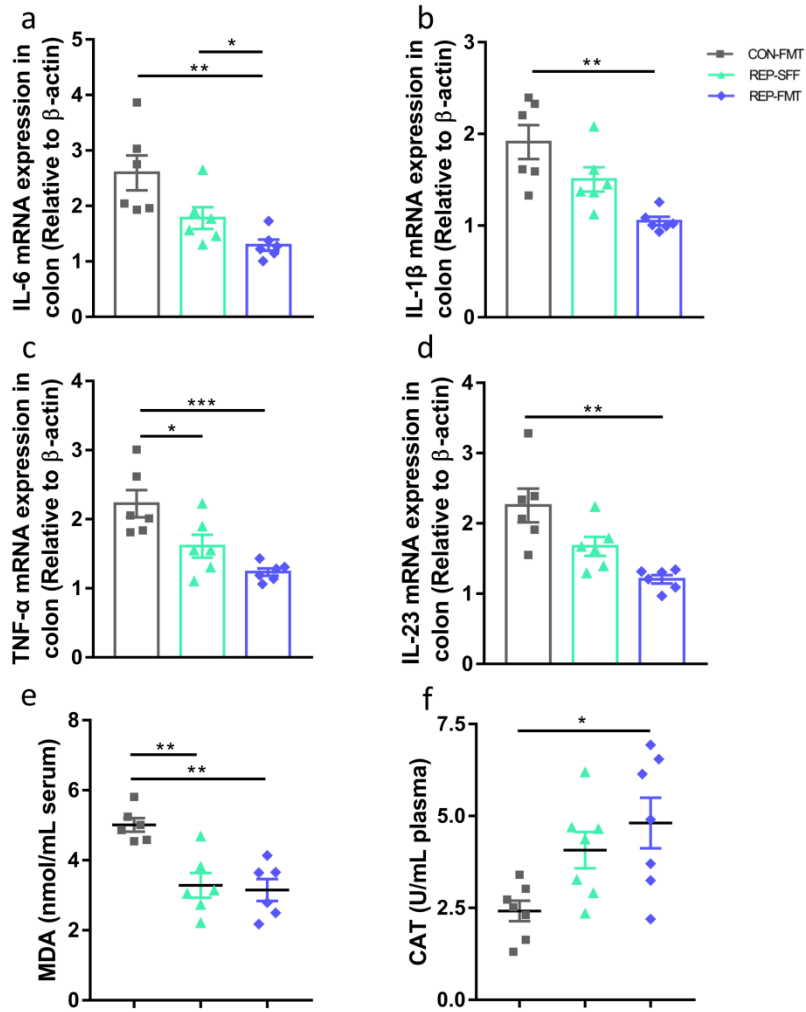 a
IL-6 mRNA expression in
colon (Relative to β-actin)
4
3
2
1
0
*
**
b
IL-1β mRNA expression in
colon (Relative to β-actin)
3
2
1
0
**
CON-FMT
REP-SFF
REP-FMT
c
TNF-α mRNA expression in
colon (Relative to β-actin)
4
3
2
1
0
***
*
d
IL-23 mRNA expression in
colon (Relative to β-actin)
4
3
2
1
0
**
e
MDA (nmol/mL serum)
8
6
4
2
0
**
**
f
CAT (U/mL plasma)
7.5
5.0
2.5
0.0
*